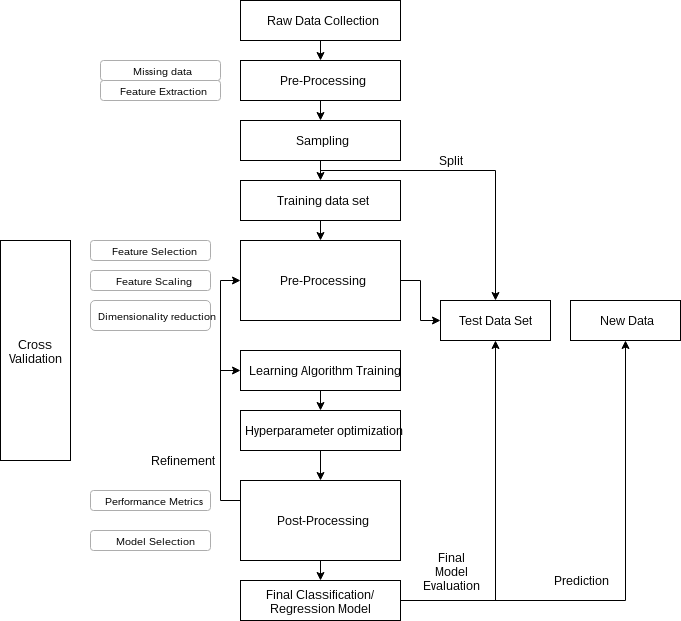 Raw Data Collection
Missing data
Feature Extraction
Pre-Processing
Sampling
Split
Training data set
Cross
Validation
Feature Selection
Feature Scaling
Dimensionality reduction
Pre-Processing
Test Data Set
New Data
Learning Algorithm Training
Hyperparameter optimization
Refinement
Performance Metrics
Model Selection
Post-Processing
Final
Model
Evaluation
Prediction
Final Classification/
Regression Model